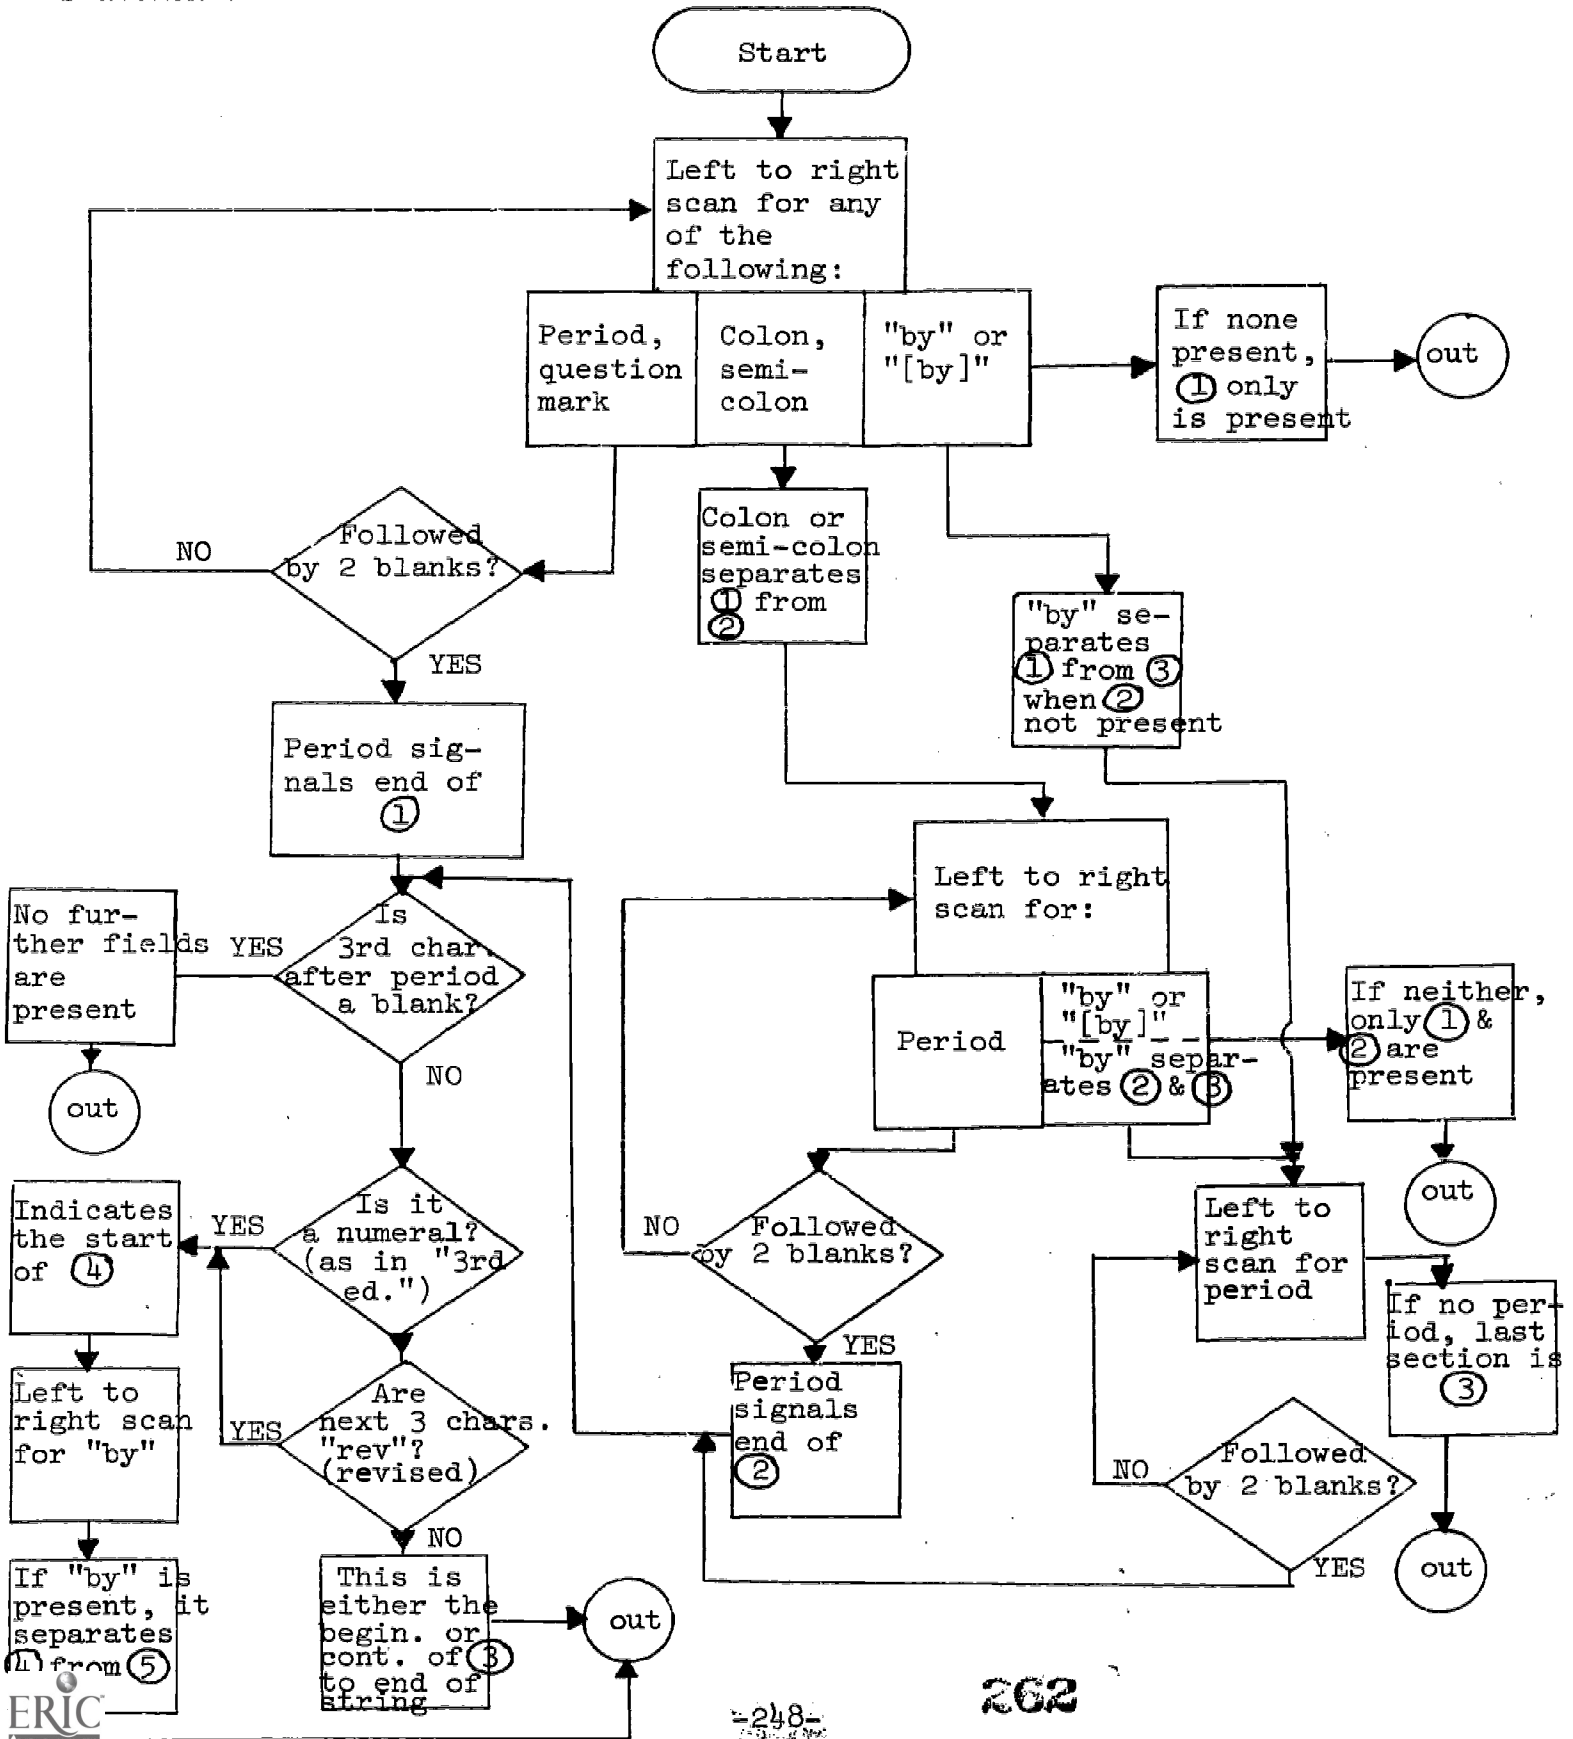 Start
Left to right
scan for any
of the
following:
Period,
question
mark
Colon,
semi-
colon
"by" or
"[by]"
If none
present,
① only
is present
out
Followed
by 2 blanks?
NO
YES
Colon or
semi-colon
separates
① from
②
"by" se-
parates
① from ③
when ②
not present
Period sig-
nals end of
①
Left to right
scan for:
Period
"by" or
"[by]"
"by" separ-
ates ② & ③
If neither,
only ① &
② are
present
out
No fur-
ther fields
are
present
YES
Is
3rd char.
after period
a blank?
NO
out
Indicates
the start
of ④
YES
Is it
a numeral?
(as in "3rd
ed.")
NO
Followed
by 2 blanks?
YES
Left to
right
scan for
period
If no per-
iod, last
section is
③
Left to
right scan
for "by"
YES
Are
next 3 chars.
"rev"?
(revised)
NO
Period
signals
end of
②
NO
Followed
by 2 blanks?
YES
out
If "by" is
present, it
separates
④ from ⑤
This is
either the
begin. or
cont. of ③
to end of
string
out
ERIC
-248-
262